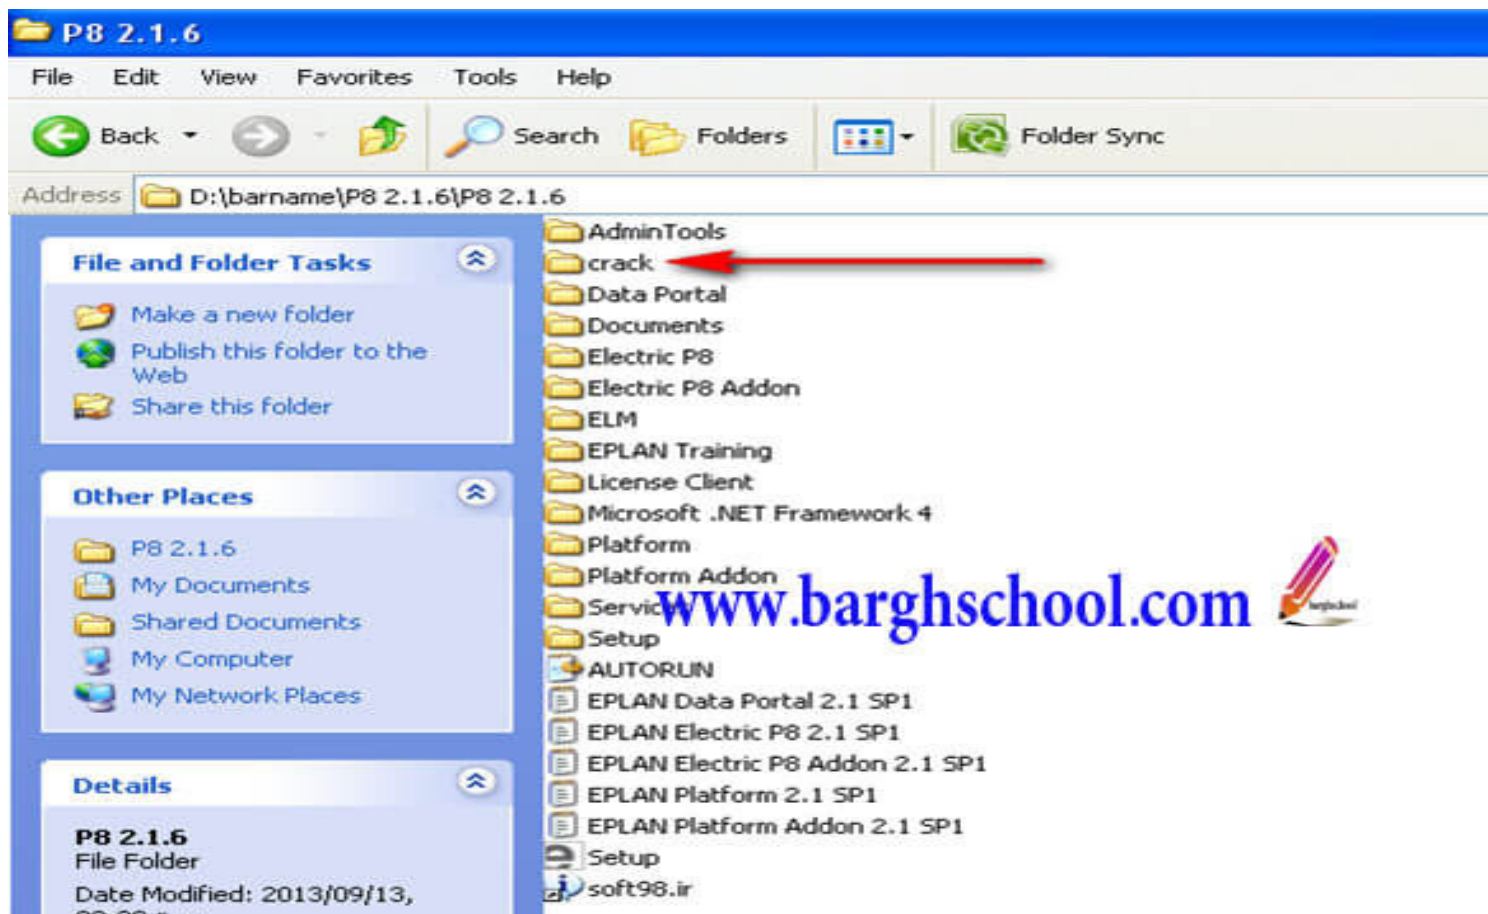 P8 2.1.6
File Edit View Favorites Tools Help
Back Search Folders Folder Sync
Address D:\barname\P8 2.1.6\P8 2.1.6
File and Folder Tasks
Make a new folder
Publish this folder to the
Web
Share this folder
Other Places
P8 2.1.6
My Documents
Shared Documents
My Computer
My Network Places
Details
P8 2.1.6
File Folder
Date Modified: 2013/09/13,
AdminTools
crack
Data Portal
Documents
Electric P8
Electric P8 Addon
ELM
EPLAN Training
License Client
Microsoft .NET Framework 4
Platform
Platform Addon
Services
Setup
AUTORUN
EPLAN Data Portal 2.1 SP1
EPLAN Electric P8 2.1 SP1
EPLAN Electric P8 Addon 2.1 SP1
EPLAN Platform 2.1 SP1
EPLAN Platform Addon 2.1 SP1
Setup
soft98.ir
www.barghschool.com
barghschool